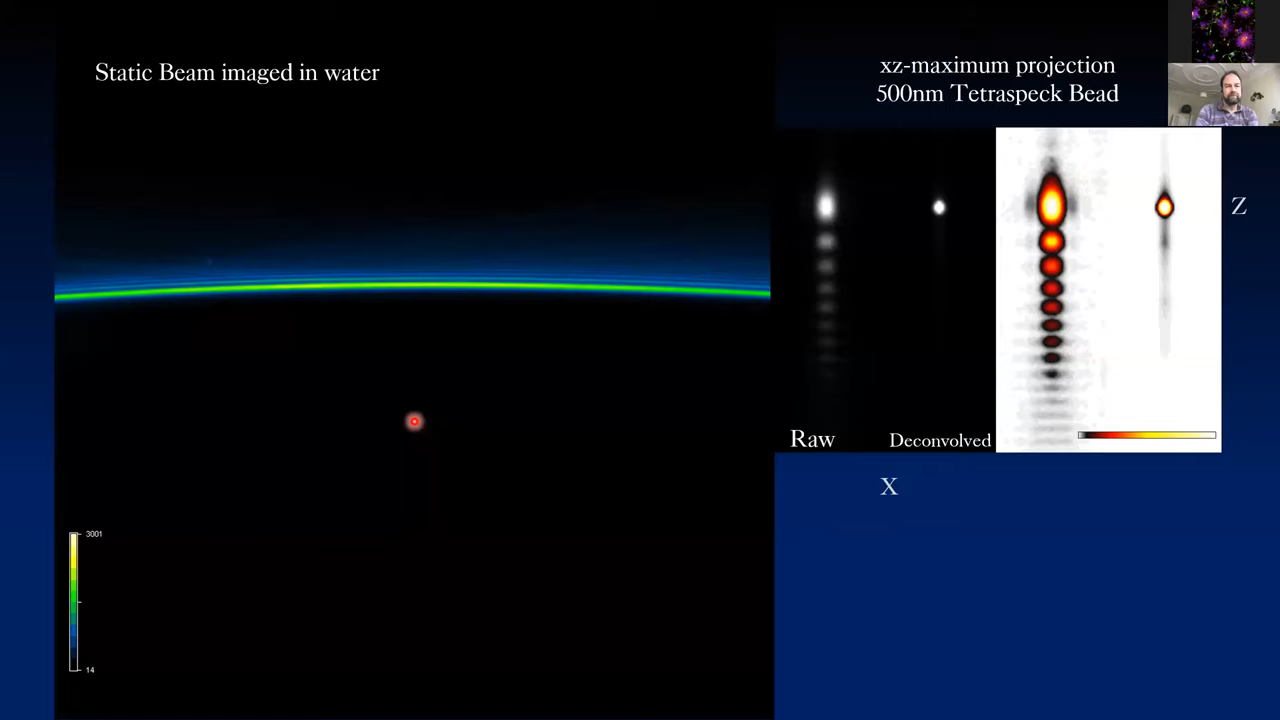 Static Beam imaged in water
xz-maximum projection
500nm Tetraspeck Bead
Z
Raw
Deconvolved
X
3001
14